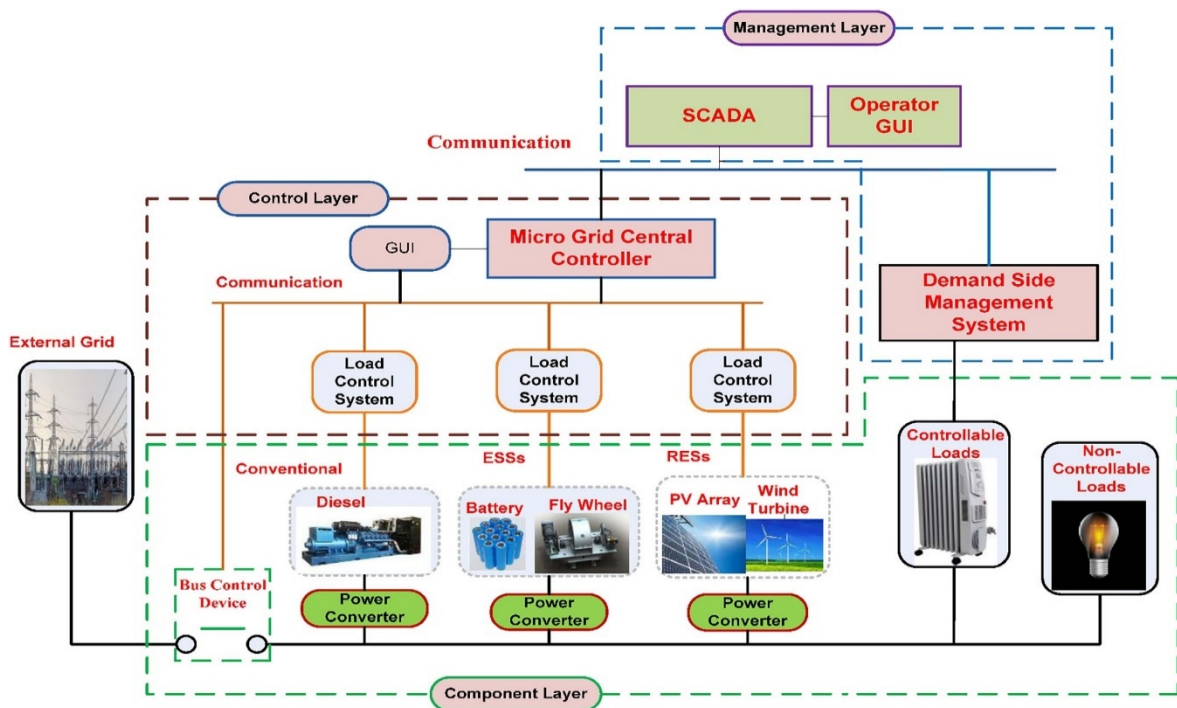 Management Layer
SCADA
Operator
GUI
Communication
Control Layer
GUI
Micro Grid Central
Controller
Communication
Demand Side
Management
System
External Grid
Load
Control
System
Load
Control
System
Load
Control
System
Conventional
ESSs
RESs
Controllable
Loads
Non-
Controllable
Loads
Diesel
Battery
Fly Wheel
PV Array
Wind
Turbine
Bus Control
Device
Power
Converter
Power
Converter
Power
Converter
Component Layer